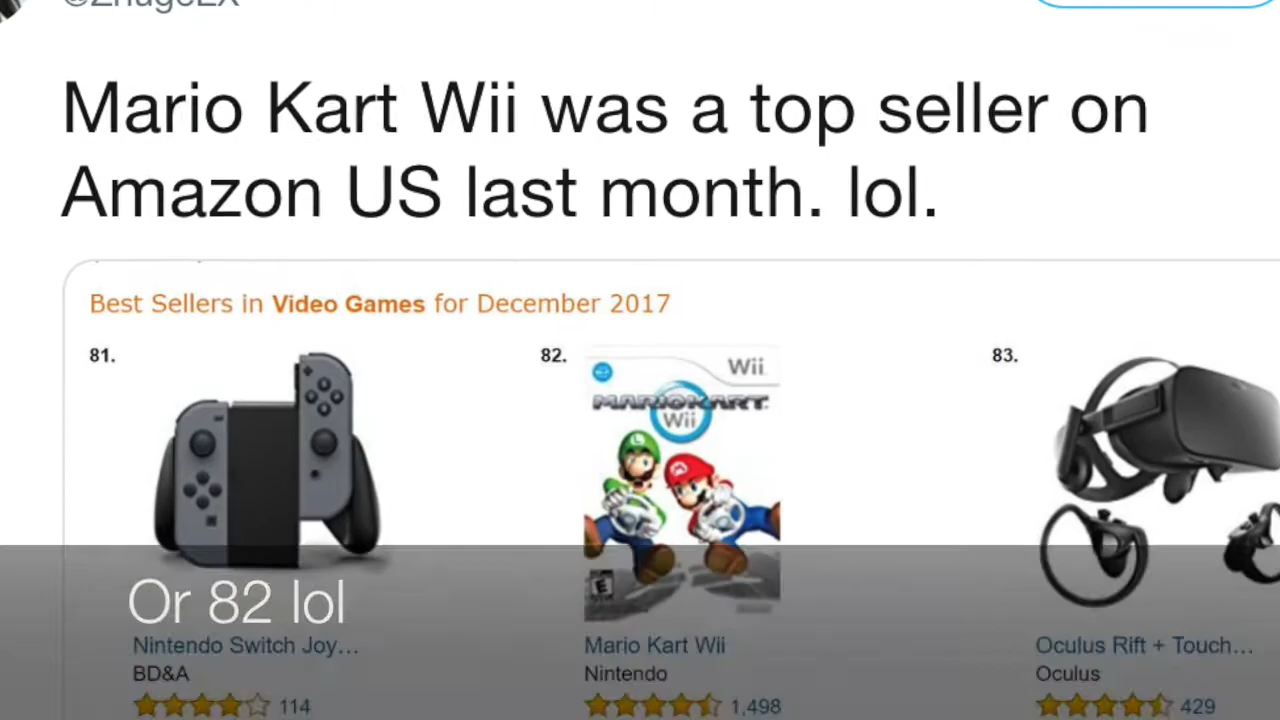 @ZhugeEX
Mario Kart Wii was a top seller on
Amazon US last month. lol.
Best Sellers in Video Games for December 2017
81.
82.
83.
Wii
MARIOKART
Wii
E
Or 82 lol
Nintendo Switch Joy...
Mario Kart Wii
Oculus Rift + Touch...
BD&A
Nintendo
Oculus
114
1,498
429